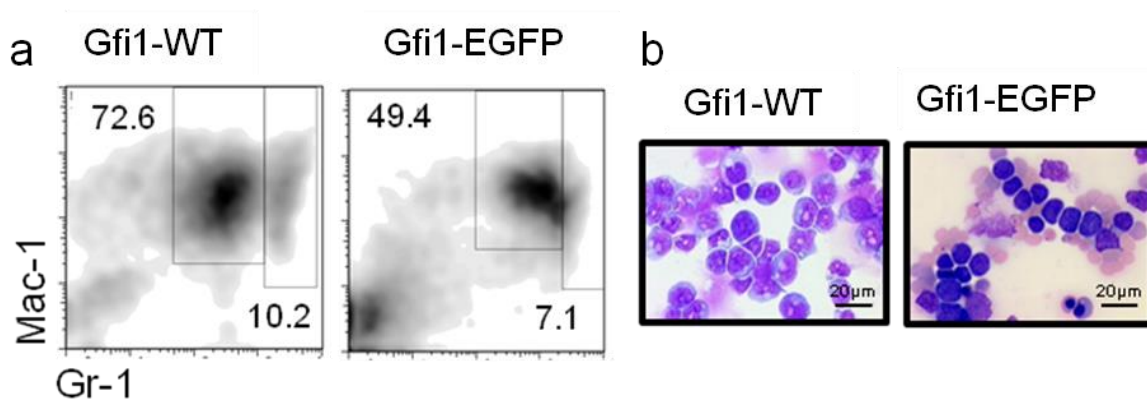 a
Gfi1-WT
Gfi1-EGFP
b
Gfi1-WT
Gfi1-EGFP
72.6
49.4
Mac-1
10.2
7.1
20µm
20µm
Gr-1